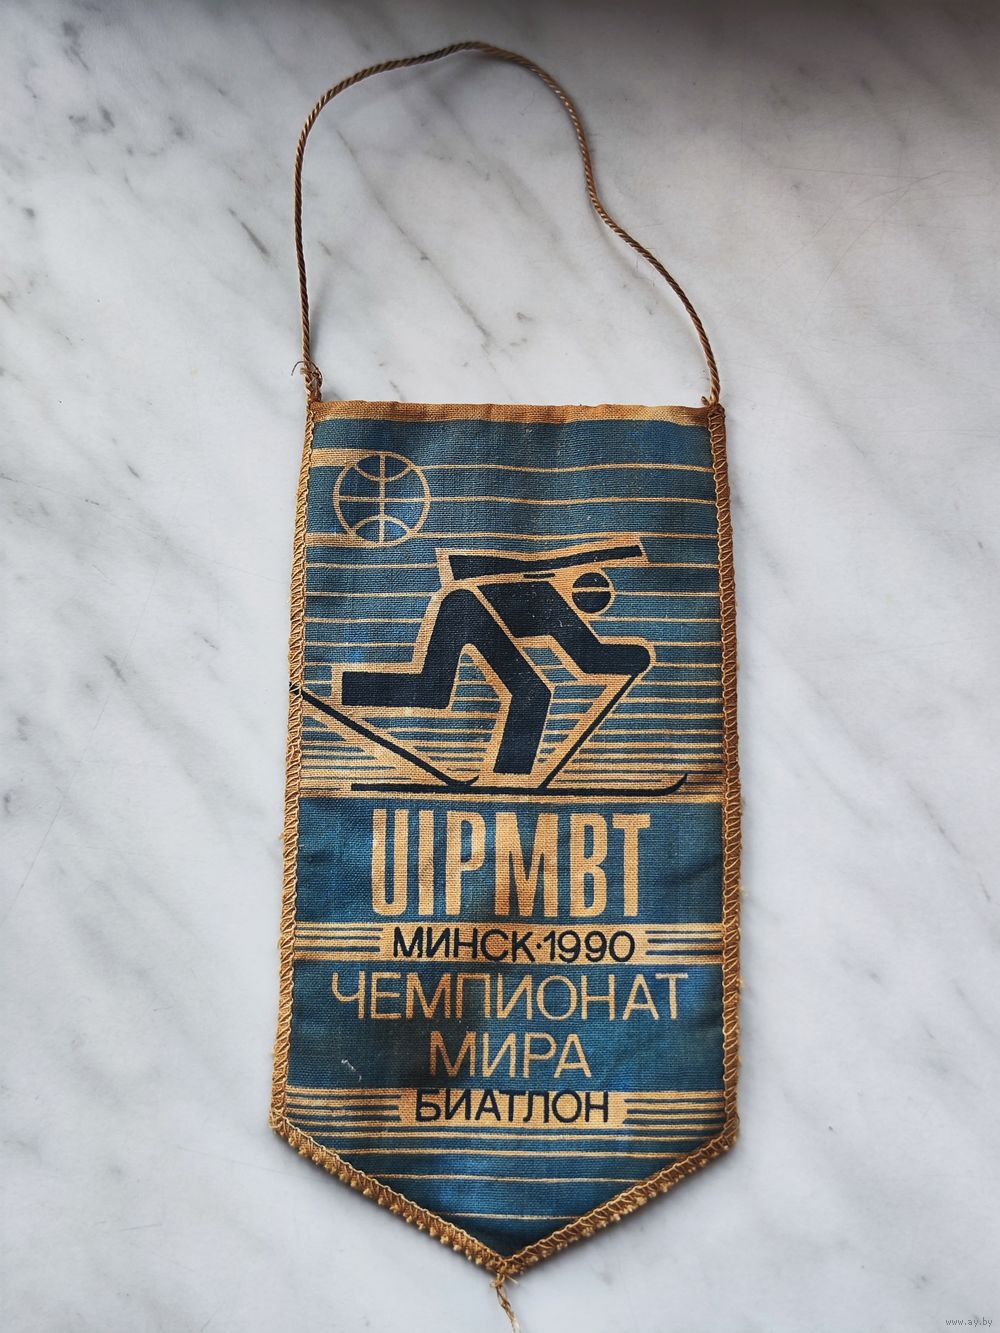 UIPMBT
МИНСК·1990
ЧЕМПИОНАТ
МИРА
БИАТЛОН
www.ay.by